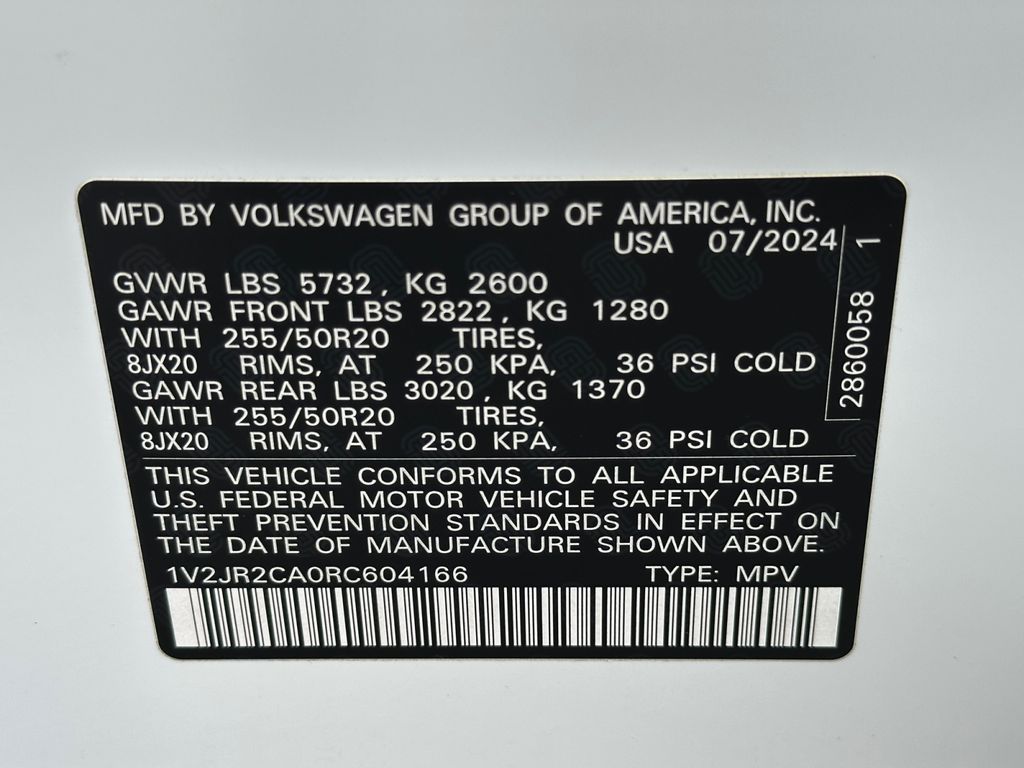 MFD BY VOLKSWAGEN GROUP OF AMERICA, INC.
USA 07/2024
GVWR LBS 5732, KG 2600
GAWR FRONT LBS 2822, KG 1280
WITH 255/50R20 TIRES,
8JX20 RIMS, AT 250 KPA, 36 PSI COLD
GAWR REAR LBS 3020, KG 1370
WITH 255/50R20 TIRES,
8JX20 RIMS, AT 250 KPA, 36 PSI COLD
2860058 1
THIS VEHICLE CONFORMS TO ALL APPLICABLE
U.S. FEDERAL MOTOR VEHICLE SAFETY AND
THEFT PREVENTION STANDARDS IN EFFECT ON
THE DATE OF MANUFACTURE SHOWN ABOVE.
1V2JR2CA0RC604166 TYPE: MPV